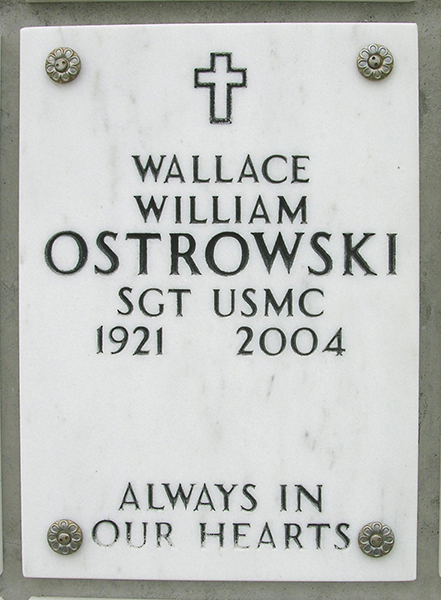 WALLACE
WILLIAM
OSTROWSKI
SGT USMC
1921 2004
ALWAYS IN
OUR HEARTS